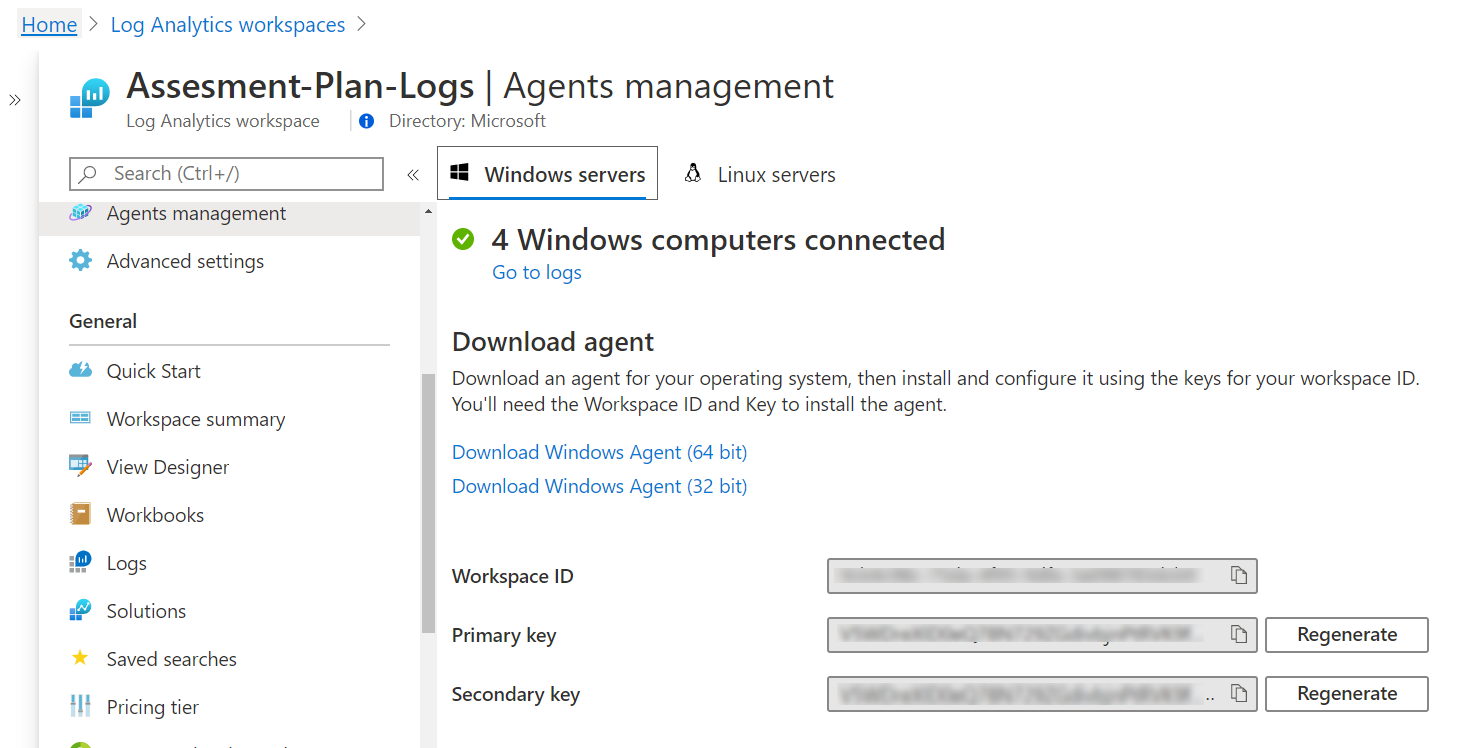 Home > Log Analytics workspaces >
»
Assesment-Plan-Logs | Agents management
Log Analytics workspace | Directory: Microsoft
Search (Ctrl+/) «
Windows servers
Linux servers
Agents management
Advanced settings
General
Quick Start
Workspace summary
View Designer
Workbooks
Logs
Solutions
Saved searches
Pricing tier
4 Windows computers connected
Go to logs
Download agent
Download an agent for your operating system, then install and configure it using the keys for your workspace ID.
You'll need the Workspace ID and Key to install the agent.
Download Windows Agent (64 bit)
Download Windows Agent (32 bit)
Workspace ID
Primary key
Regenerate
Secondary key
Regenerate